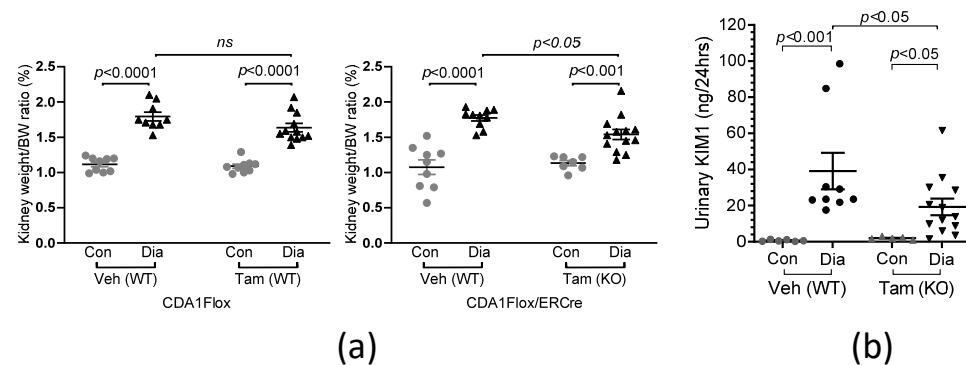 ns
p<0.0001
p<0.0001
Kidney weight/BW ratio (%)
2.5
2.0
1.5
1.0
0.5
0.0
Con
Dia
Con
Dia
Veh (WT)
Tam (WT)
CDA1Flox
p<0.05
p<0.0001
p<0.001
Kidney weight/BW ratio (%)
2.5
2.0
1.5
1.0
0.5
0.0
Con
Dia
Con
Dia
Veh (WT)
Tam (KO)
CDA1Flox/ERCre
(a)
p<0.05
p<0.001
p<0.05
Urinary KIM1 (ng/24hrs)
120
100
80
60
40
20
0
Con
Dia
Con
Dia
Veh (WT)
Tam (KO)
(b)